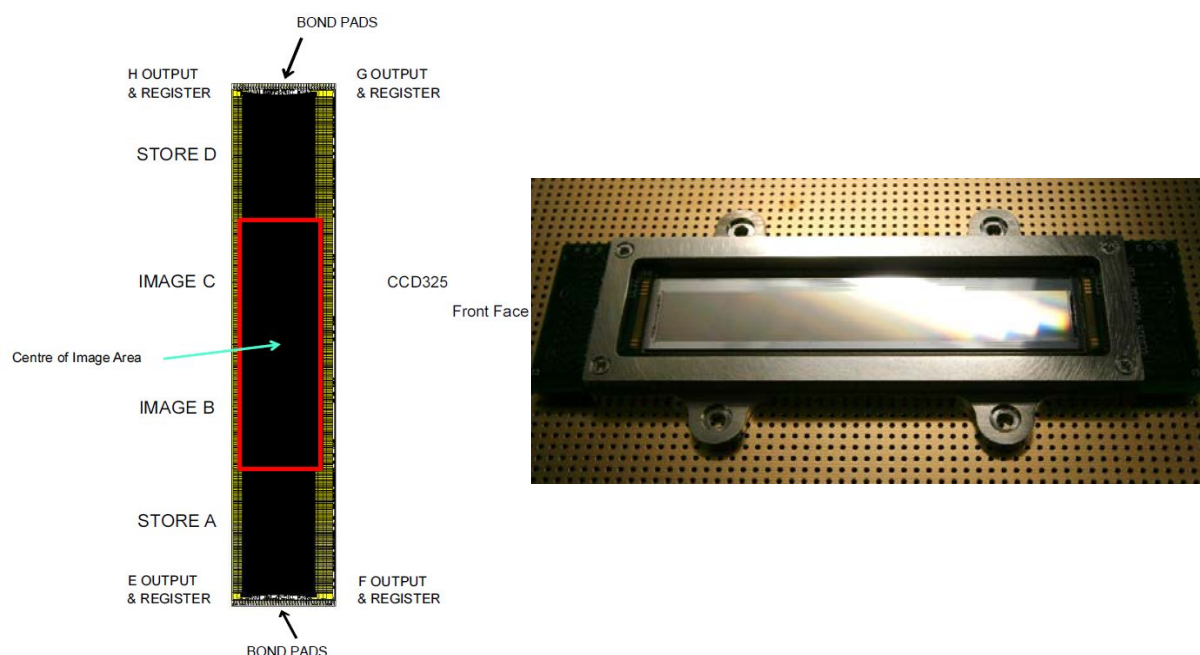 BOND PADS
H OUTPUT
& REGISTER
G OUTPUT
& REGISTER
STORE D
IMAGE C
CCD325
Front Face
Centre of Image Area
IMAGE B
STORE A
E OUTPUT
& REGISTER
F OUTPUT
& REGISTER
BOND PADS